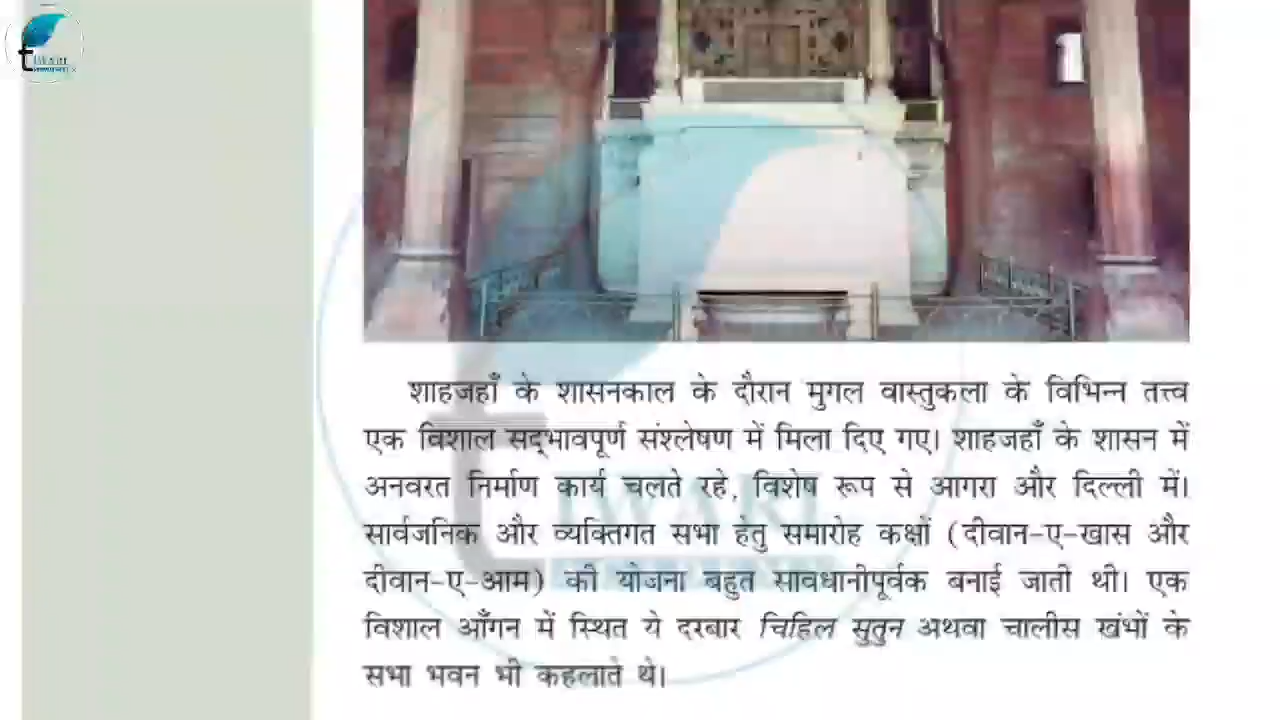 शाहजहाँ के शासनकाल के दौरान मुगल वास्तुकला के विभिन्न तत्त्व
एक विशाल सद्‌भावपूर्ण संश्लेषण में मिला दिए गए। शाहजहाँ के शासन में
अनवरत निर्माण कार्य चलते रहे, विशेष रूप से आगरा और दिल्ली में।
सार्वजनिक और व्यक्तिगत सभा हेतु समारोह कक्षों (दीवान-ए-खास और
दीवान-ए-आम) की योजना बहुत सावधानीपूर्वक बनाई जाती थी। एक
विशाल आँगन में स्थित ये दरबार चिहिल सुतुन अथवा चालीस खंभों के
सभा भवन भी कहलाते थे।